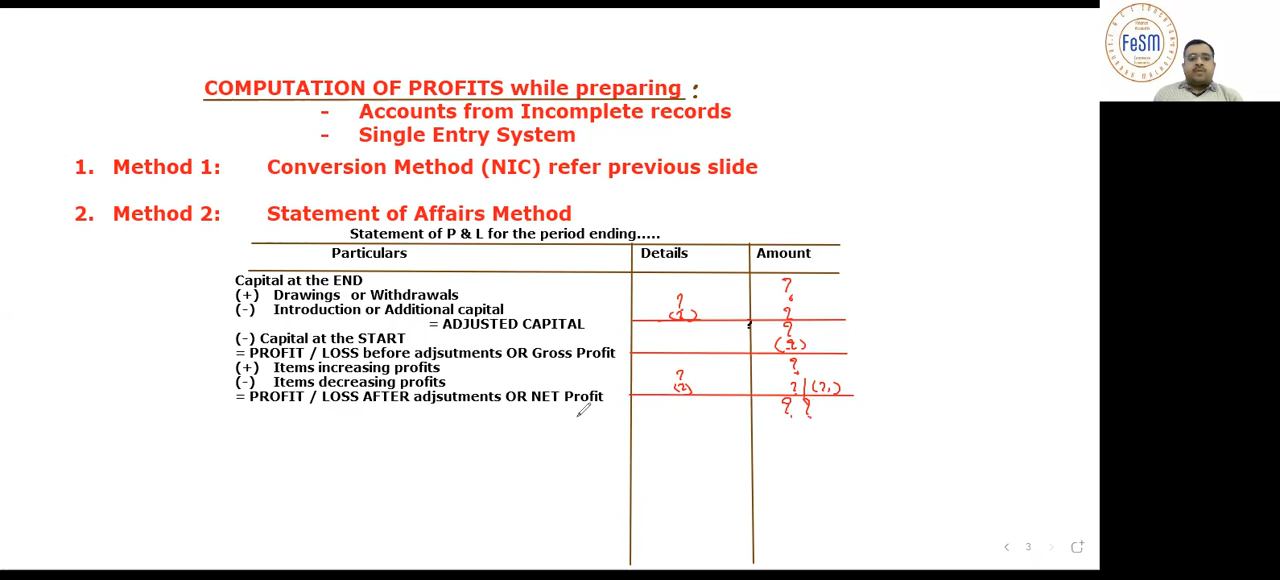 COMPUTATION OF PROFITS while preparing :
- Accounts from Incomplete records
- Single Entry System
1. Method 1: Conversion Method (NIC) refer previous slide
2. Method 2: Statement of Affairs Method
Statement of P & L for the period ending.....
Particulars Details Amount
Capital at the END ?
(+) Drawings or Withdrawals ?
(-) Introduction or Additional capital (?) ?
= ADJUSTED CAPITAL ? ?
(-) Capital at the START (?)
= PROFIT / LOSS before adjsutments OR Gross Profit
(+) Items increasing profits ? ?
(-) Items decreasing profits (?) ? / (?)
= PROFIT / LOSS AFTER adjsutments OR NET Profit ? ?
FeSM
< 3 >